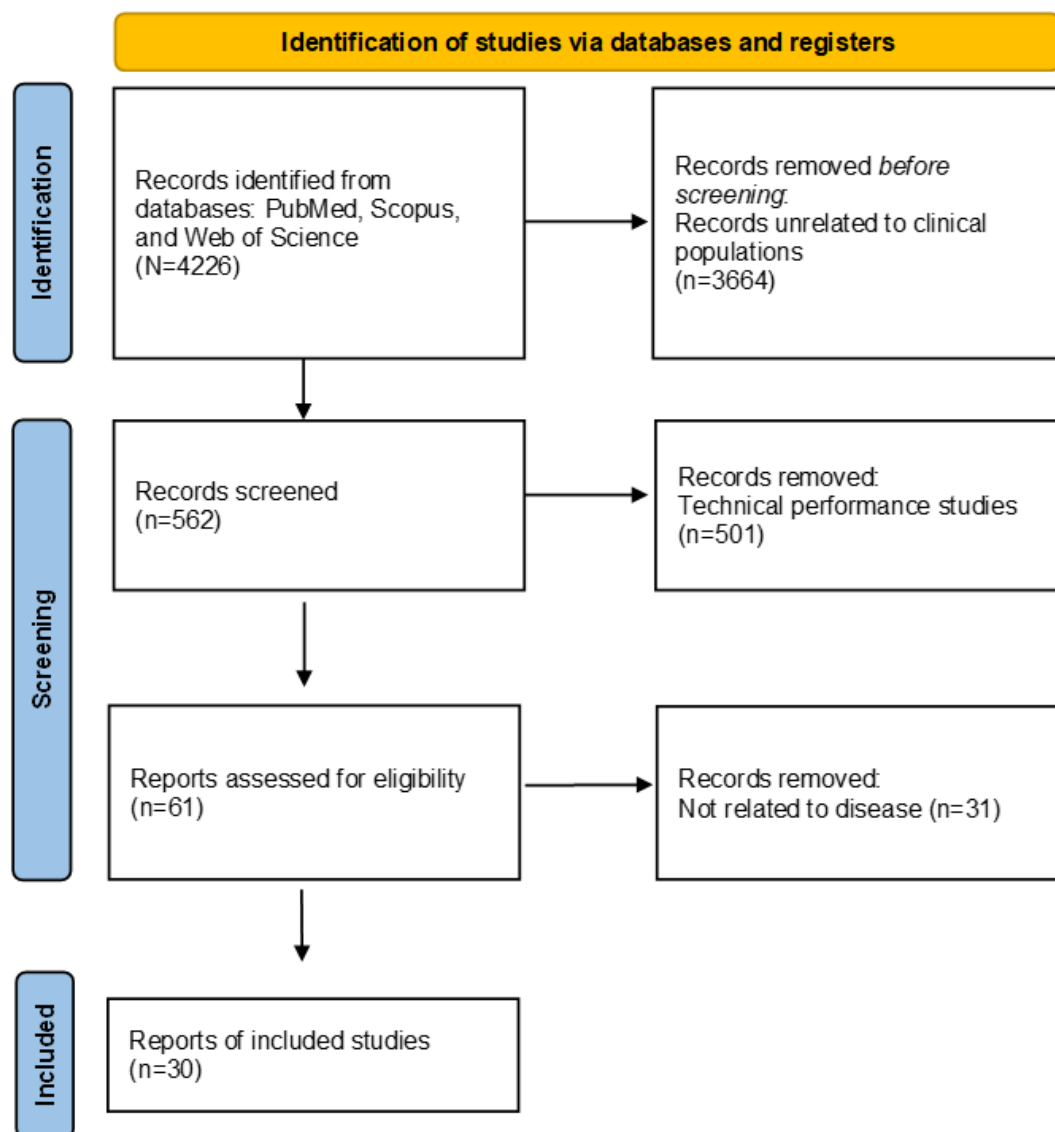 Identification of studies via databases and registers
Identification
Records identified from
databases: PubMed, Scopus,
and Web of Science
(N=4226)
Records removed before
screening:
Records unrelated to clinical
populations
(n=3664)
Screening
Records screened
(n=562)
Records removed:
Technical performance studies
(n=501)
Reports assessed for eligibility
(n=61)
Records removed:
Not related to disease (n=31)
Included
Reports of included studies
(n=30)